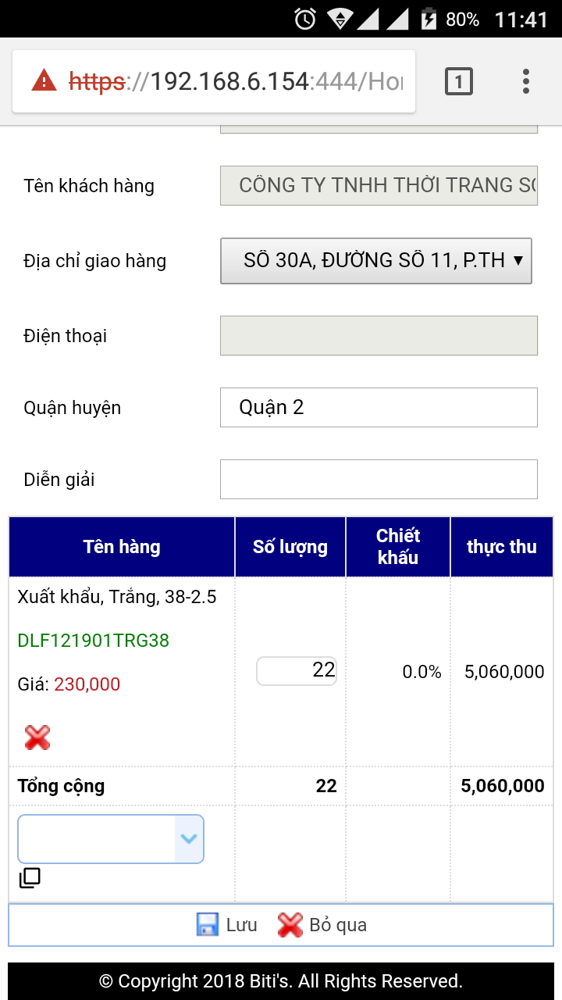 80% 11:41
https://192.168.6.154:444/Ho
1
Tên khách hàng
CÔNG TY TNHH THỜI TRANG
Địa chỉ giao hàng
SỐ 30A, ĐƯỜNG SỐ 11, P.TH
Điện thoại
Quận huyện
Quận 2
Diễn giải
Tên hàng Số lượng Chiết khấu thực thu
Xuất khẩu, Trắng, 38-2.5
DLF121901TRG38
Giá: 230,000
22 0.0% 5,060,000
Tổng cộng 22 5,060,000
Lưu Bỏ qua
© Copyright 2018 Biti's. All Rights Reserved.